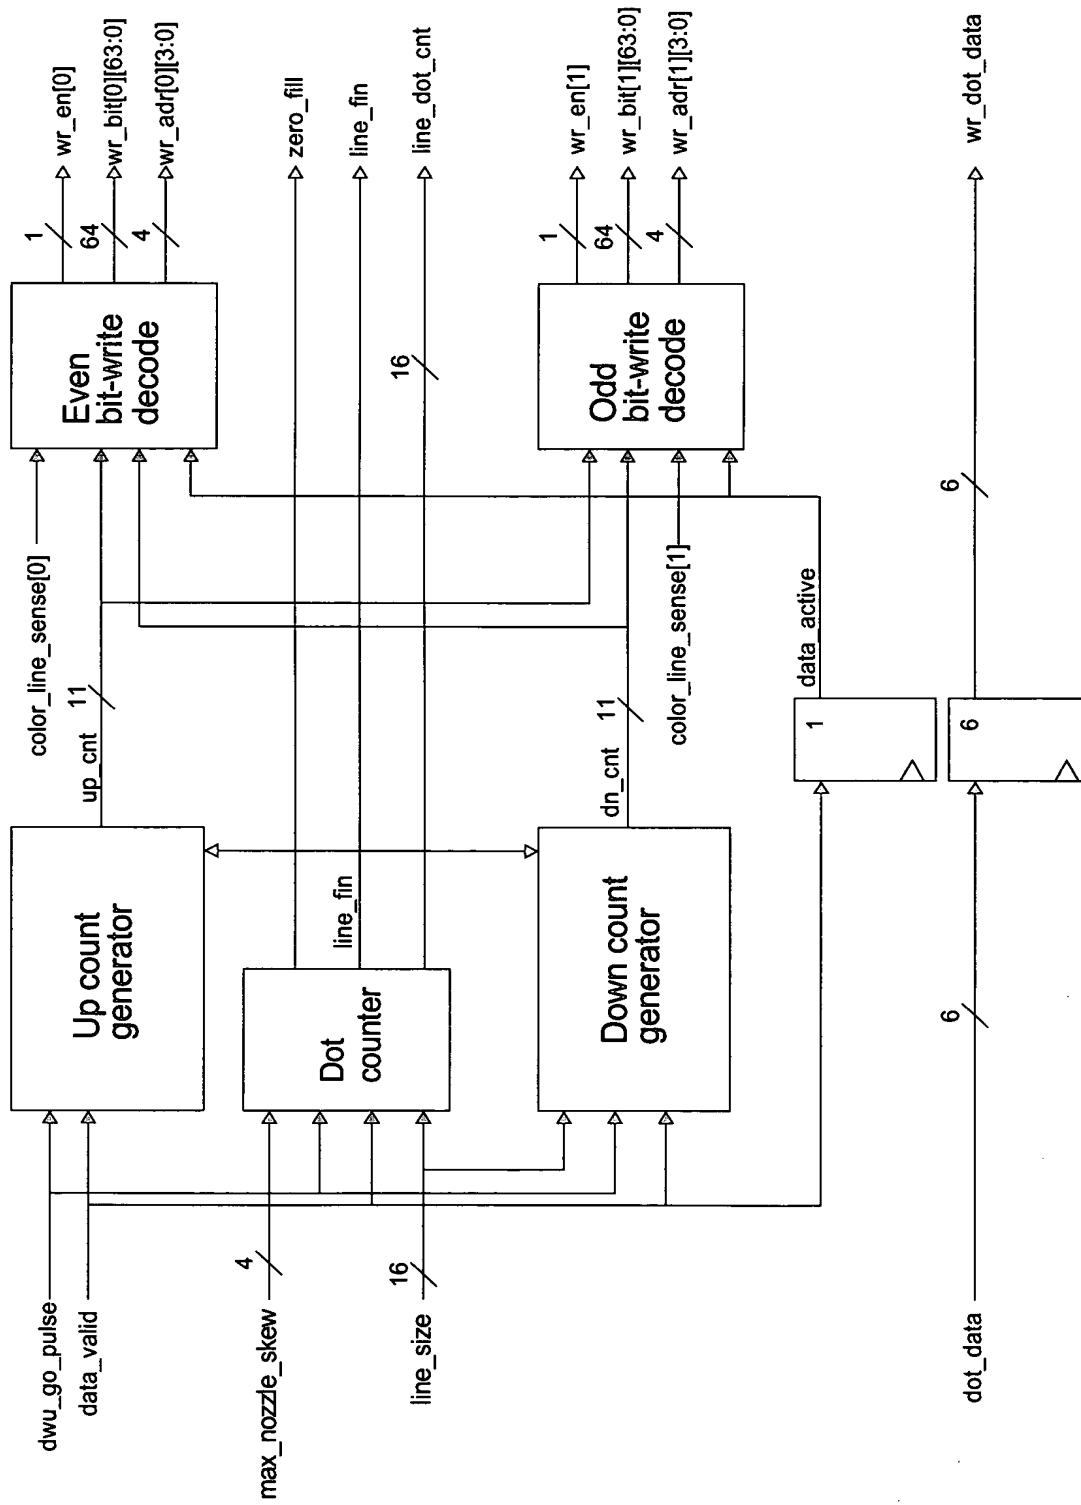 dwu_go_pulse
data_valid
max_nozzle_skew
4
line_size
16
dot_data
6
Up count
generator
Dot
counter
Down count
generator
up_cnt
11
line_fin
dn_cnt
11
color_line_sense[0]
color_line_sense[1]
1
data_active
6
Even
bit-write
decode
Odd
bit-write
decode
16
6
1
64
4
1
64
4
wr_en[0]
wr_bit[0][63:0]
wr_adr[0][3:0]
zero_fill
line_fin
line_dot_cnt
wr_en[1]
wr_bit[1][63:0]
wr_adr[1][3:0]
wr_dot_data